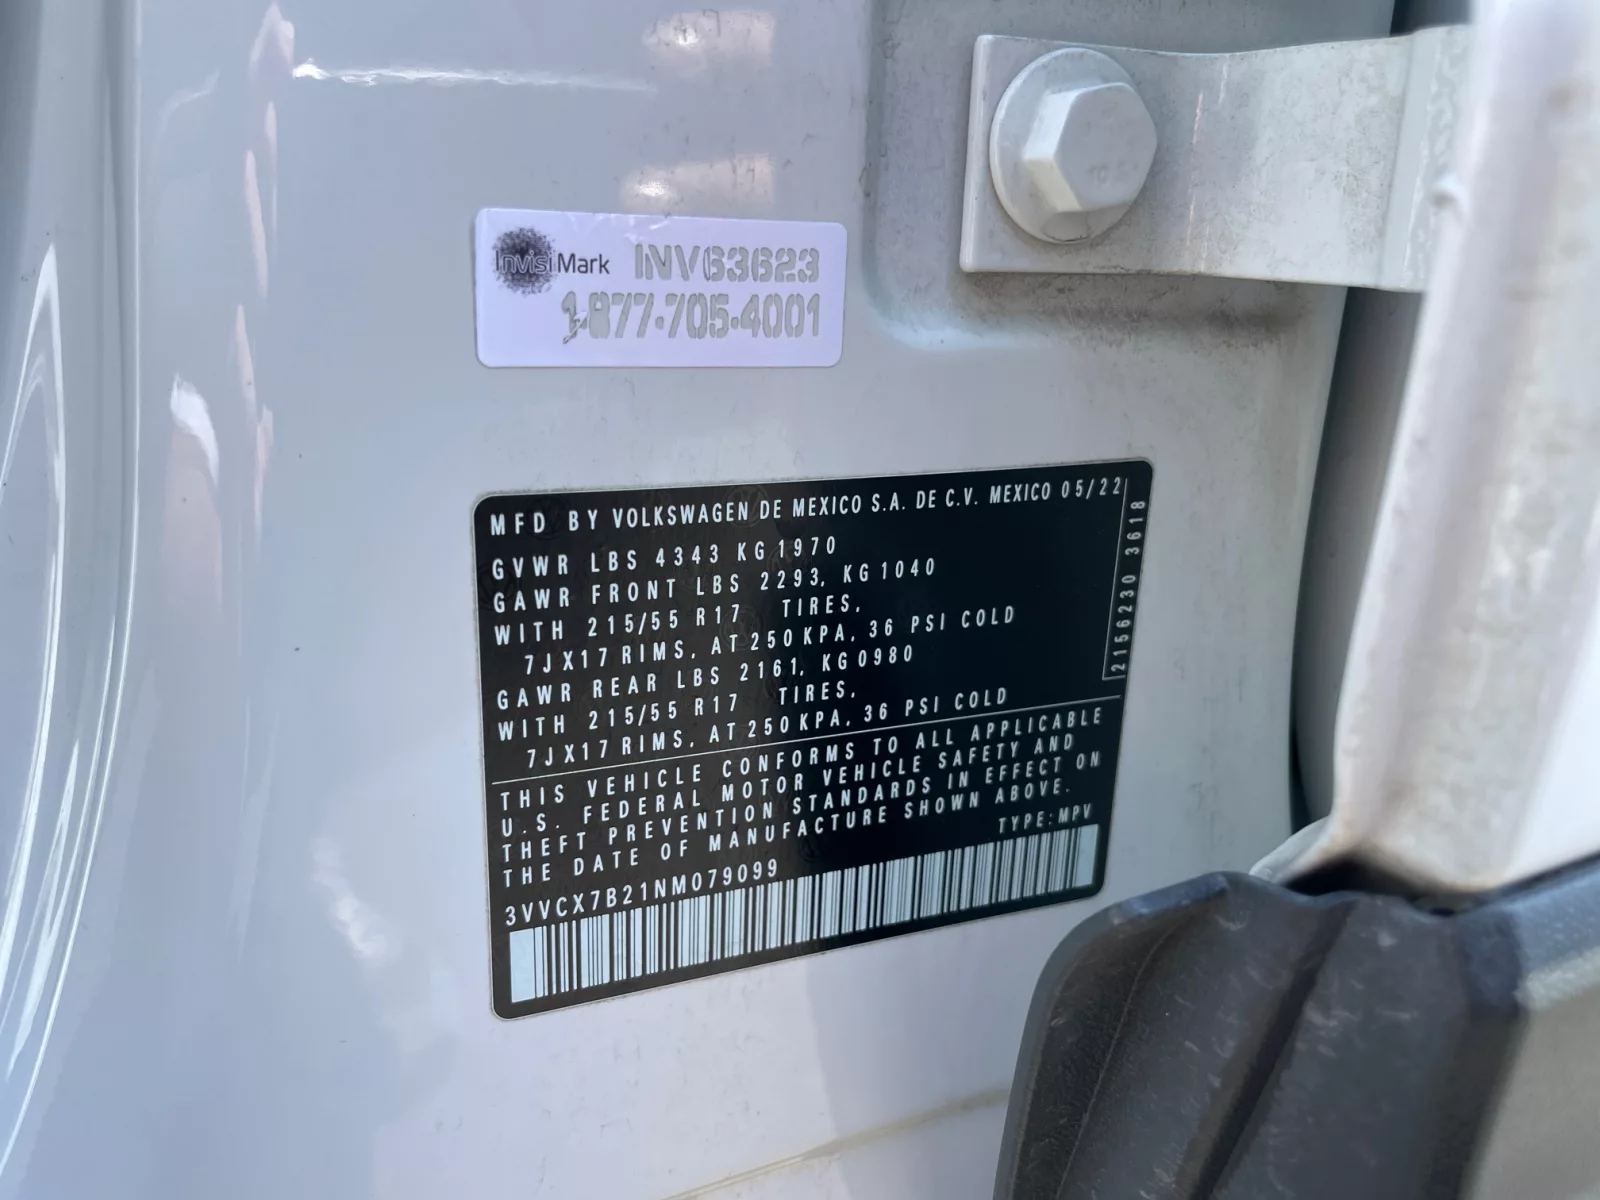 InvisiMark INV63623
1-877-705-4001
MFD BY VOLKSWAGEN DE MEXICO S.A. DE C.V. MEXICO 05/22
GVWR LBS 4343 KG 1970
GAWR FRONT LBS 2293, KG 1040
WITH 215/55 R17 TIRES,
7JX17 RIMS, AT 250 KPA, 36 PSI COLD
GAWR REAR LBS 2161, KG0980
WITH 215/55 R17 TIRES,
7JX17 RIMS, AT 250 KPA, 36 PSI COLD
2156230 3618
THIS VEHICLE CONFORMS TO ALL APPLICABLE
U.S. FEDERAL MOTOR VEHICLE SAFETY AND
THEFT PREVENTION STANDARDS IN EFFECT ON
THE DATE OF MANUFACTURE SHOWN ABOVE.
TYPE: MPV
3VVCX7B21NM079099